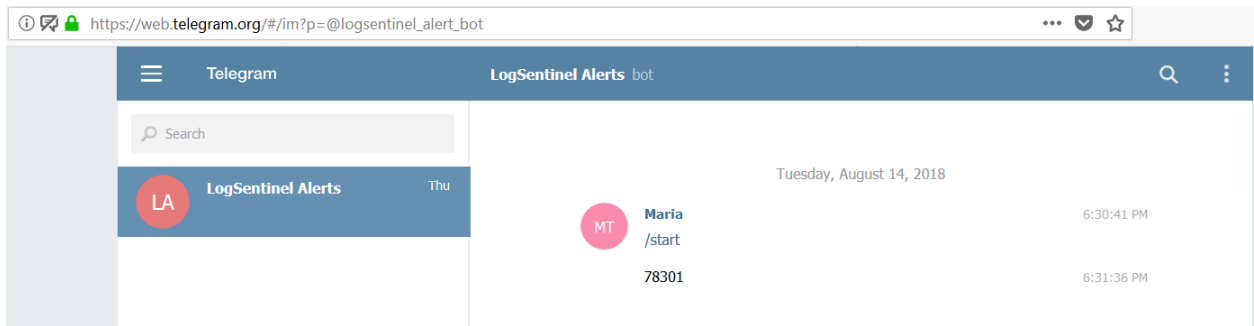 https://web.telegram.org/#/im?p=@logsentinel_alert_bot
Telegram
LogSentinel Alerts bot
Search
LA
LogSentinel Alerts
Thu
Tuesday, August 14, 2018
MT
Maria
6:30:41 PM
/start
78301
6:31:36 PM